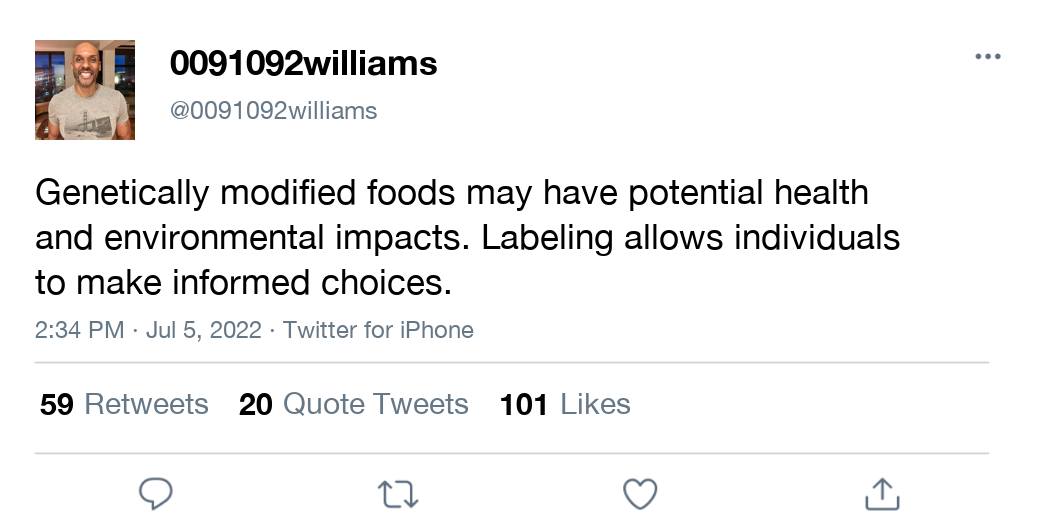 0091092williams
@0091092williams
Genetically modified foods may have potential health
and environmental impacts. Labeling allows individuals
to make informed choices.
2:34 PM · Jul 5, 2022 · Twitter for iPhone
59 Retweets 20 Quote Tweets 101 Likes